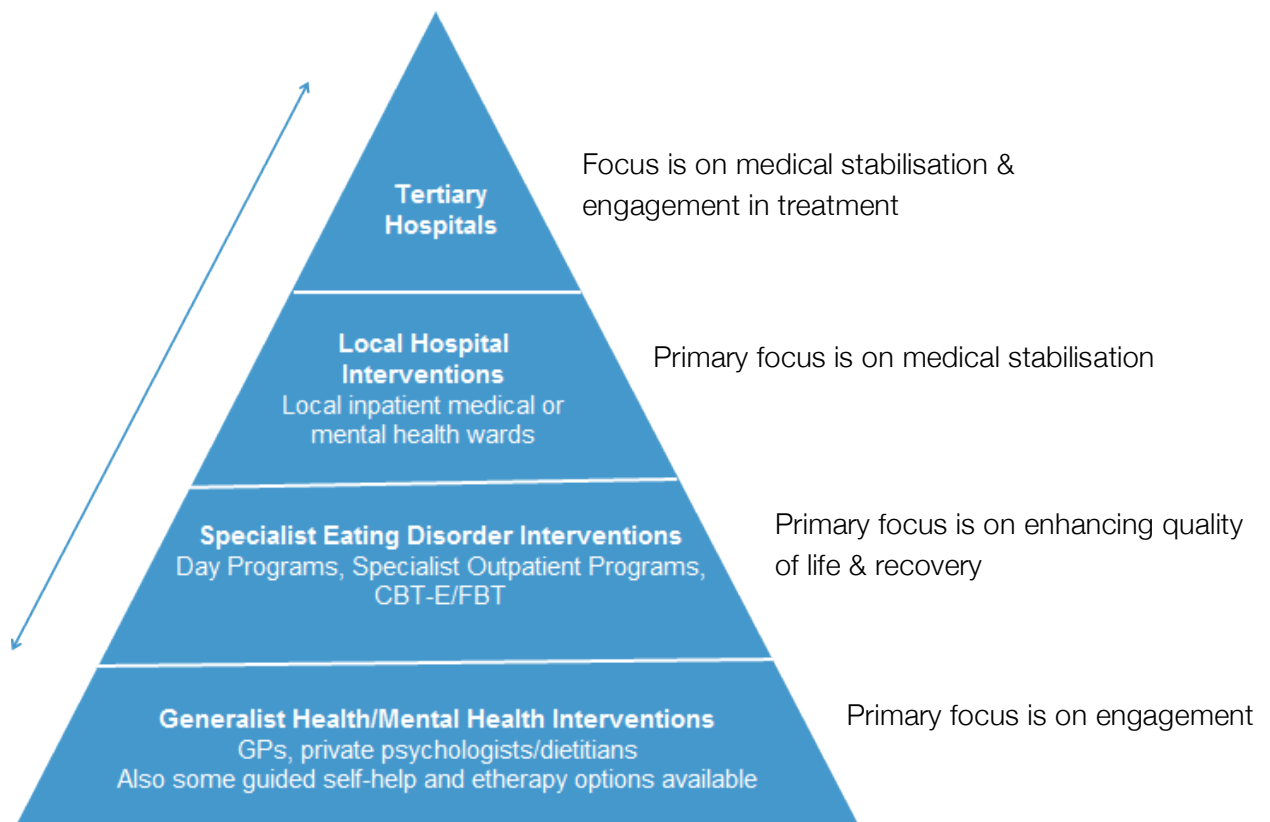 Tertiary
Hospitals
Focus is on medical stabilisation &
engagement in treatment
Local Hospital
Interventions
Local inpatient medical or
mental health wards
Primary focus is on medical stabilisation
Specialist Eating Disorder Interventions
Day Programs, Specialist Outpatient Programs,
CBT-E/FBT
Primary focus is on enhancing quality
of life & recovery
Generalist Health/Mental Health Interventions
GPs, private psychologists/dietitians
Also some guided self-help and etherapy options available
Primary focus is on engagement